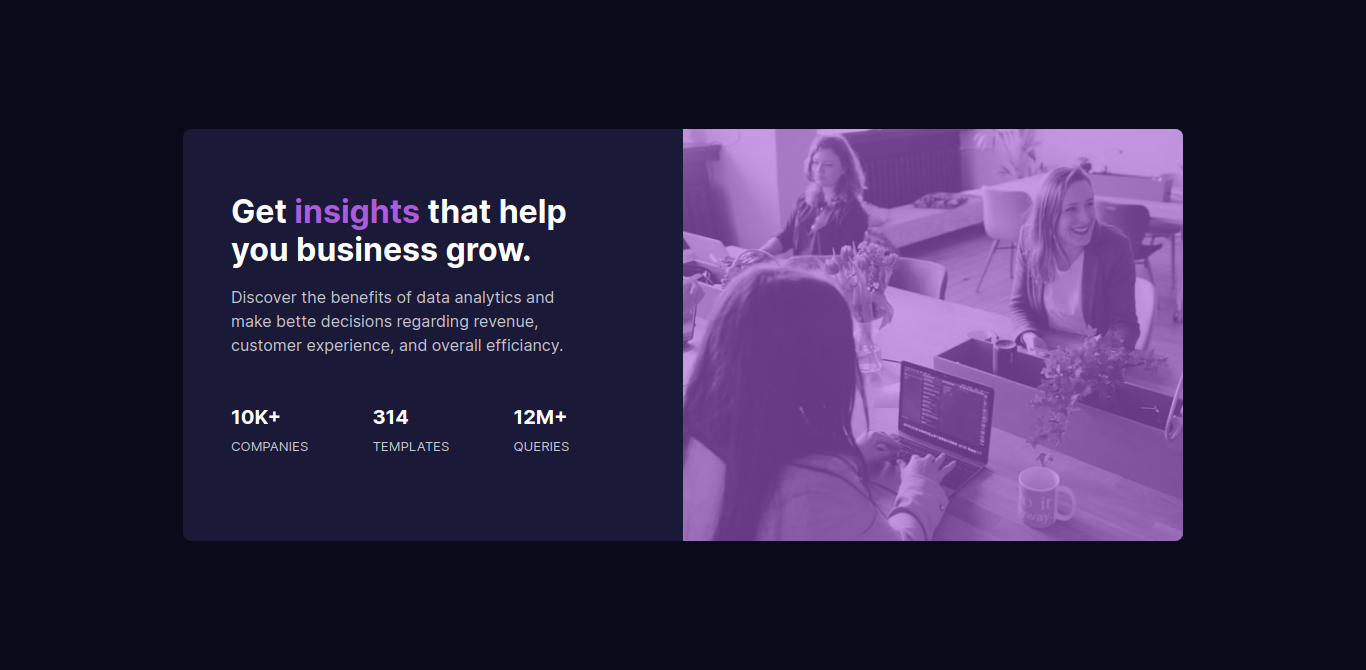 Get insights that help
you business grow.
Discover the benefits of data analytics and
make bette decisions regarding revenue,
customer experience, and overall efficiancy.
10K+ 314 12M+
COMPANIES TEMPLATES QUERIES